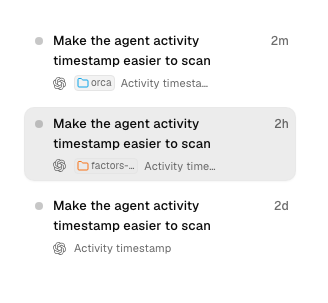 Make the agent activity 2m
timestamp easier to scan
orca Activity timesta...
Make the agent activity 2h
timestamp easier to scan
factors-... Activity time...
Make the agent activity 2d
timestamp easier to scan
Activity timestamp